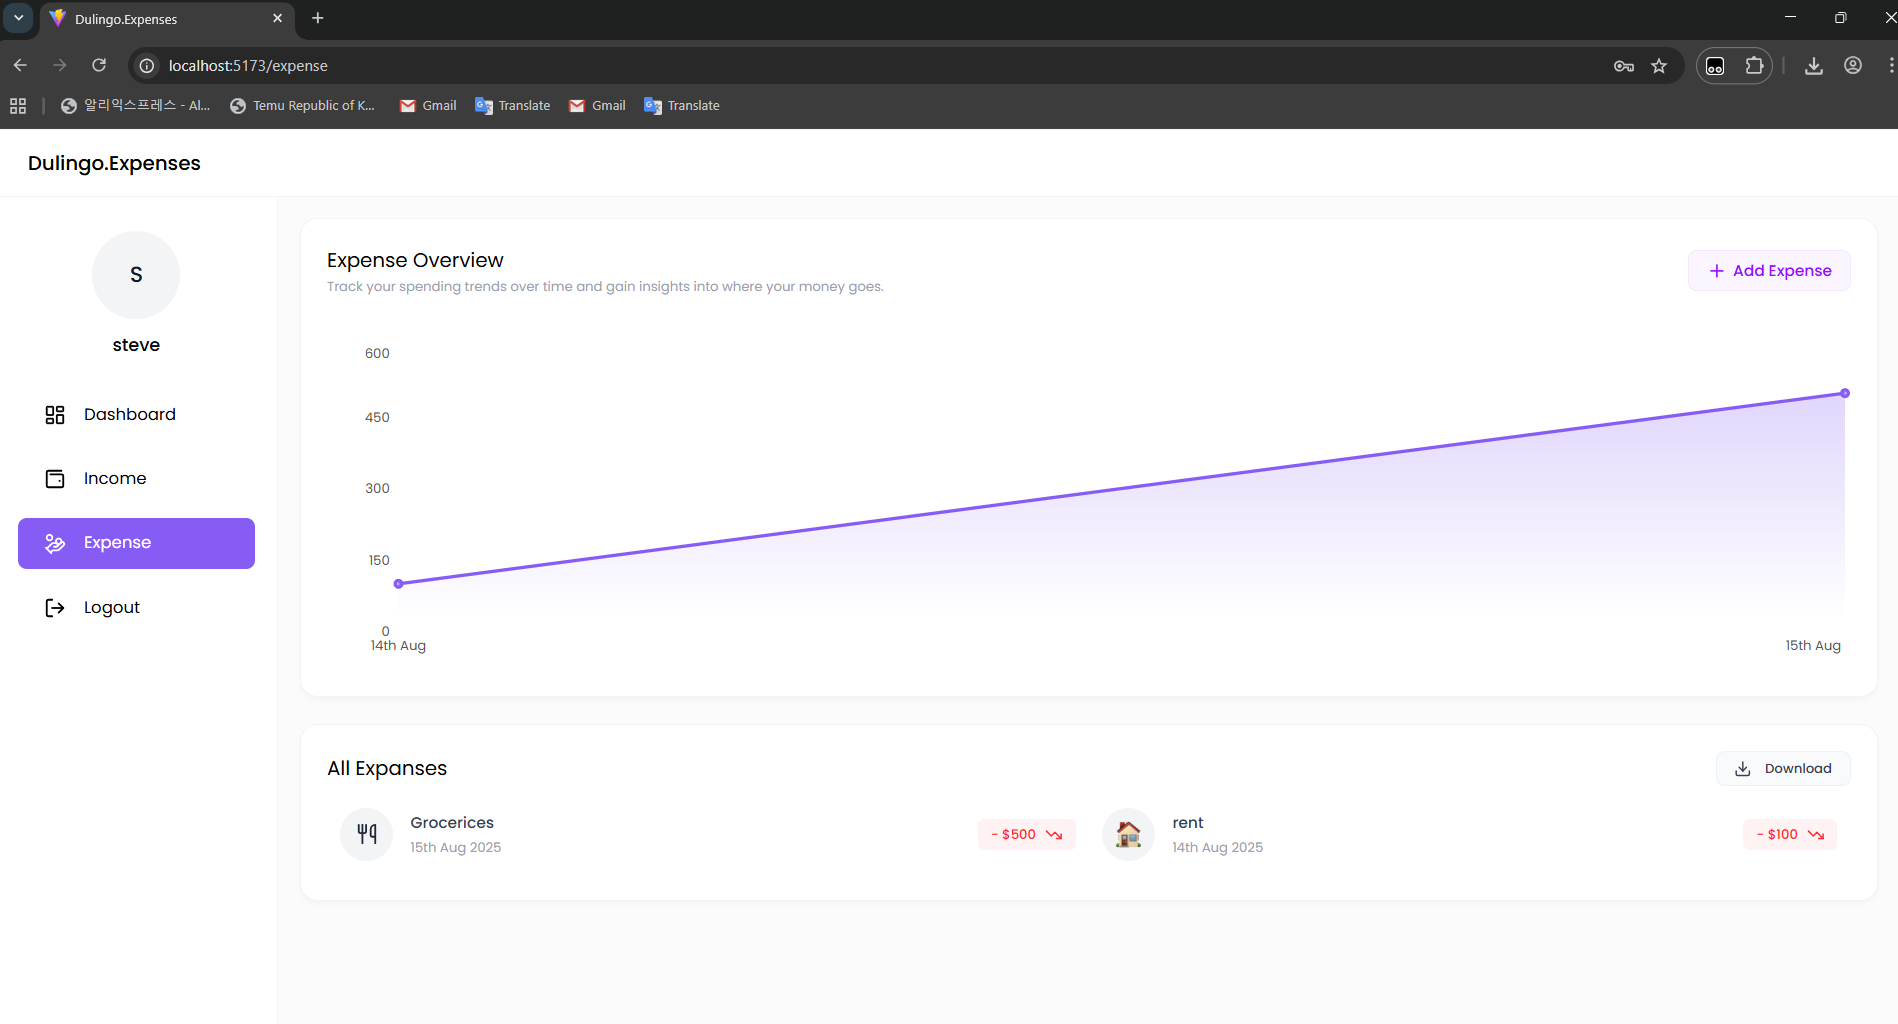 Dulingo.Expenses
localhost:5173/expense
알리익스프레스 - Al...
Temu Republic of K...
Gmail
Translate
Gmail
Translate
Dulingo.Expenses
S
steve
Dashboard
Income
Expense
Logout
Expense Overview
Track your spending trends over time and gain insights into where your money goes.
+ Add Expense
600
450
300
150
0
14th Aug
15th Aug
All Expanses
Download
Grocerices
15th Aug 2025
- $500
rent
14th Aug 2025
- $100